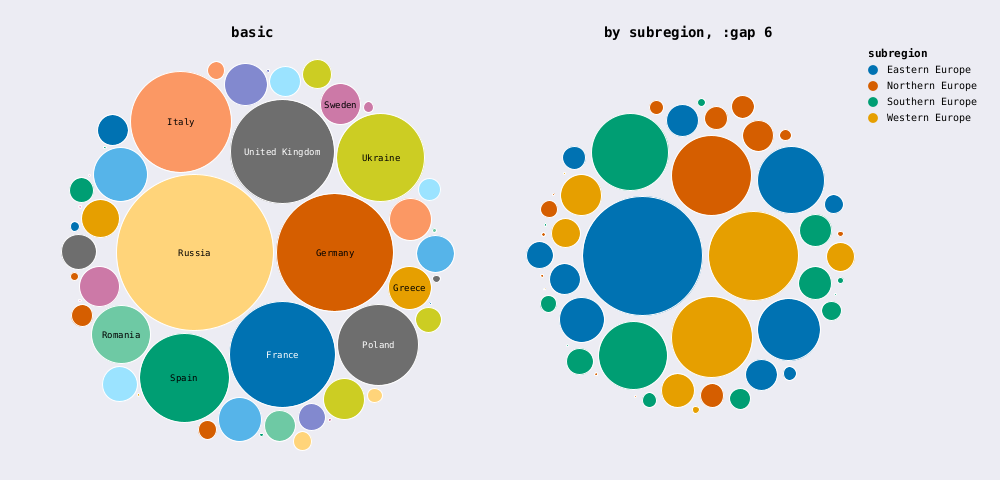 basic
by subregion, :gap 6
subregion
Eastern Europe
Northern Europe
Southern Europe
Western Europe
Sweden
Italy
United Kingdom
Ukraine
Russia
Germany
Greece
Romania
France
Poland
Spain